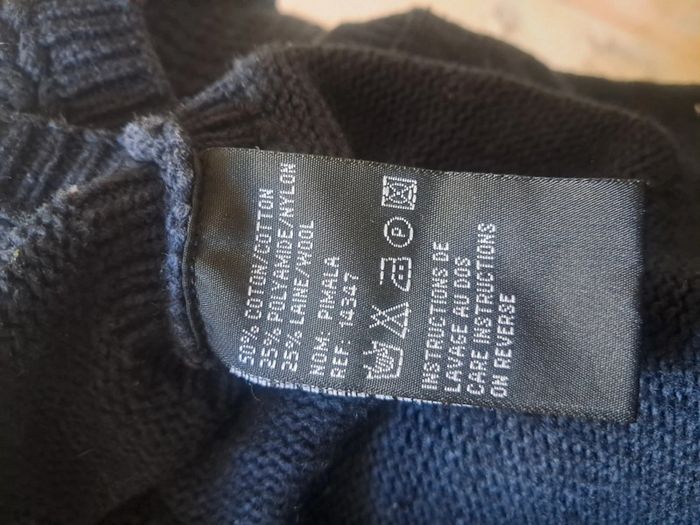 50% COTON/COTTON
25% POLYAMIDE/NYLON
25% LAINE/WOOL
NOM: PIMALA
REF: 14347
P
INSTRUCTIONS DE
LAVAGE AU DOS
CARE INSTRUCTIONS
ON REVERSE